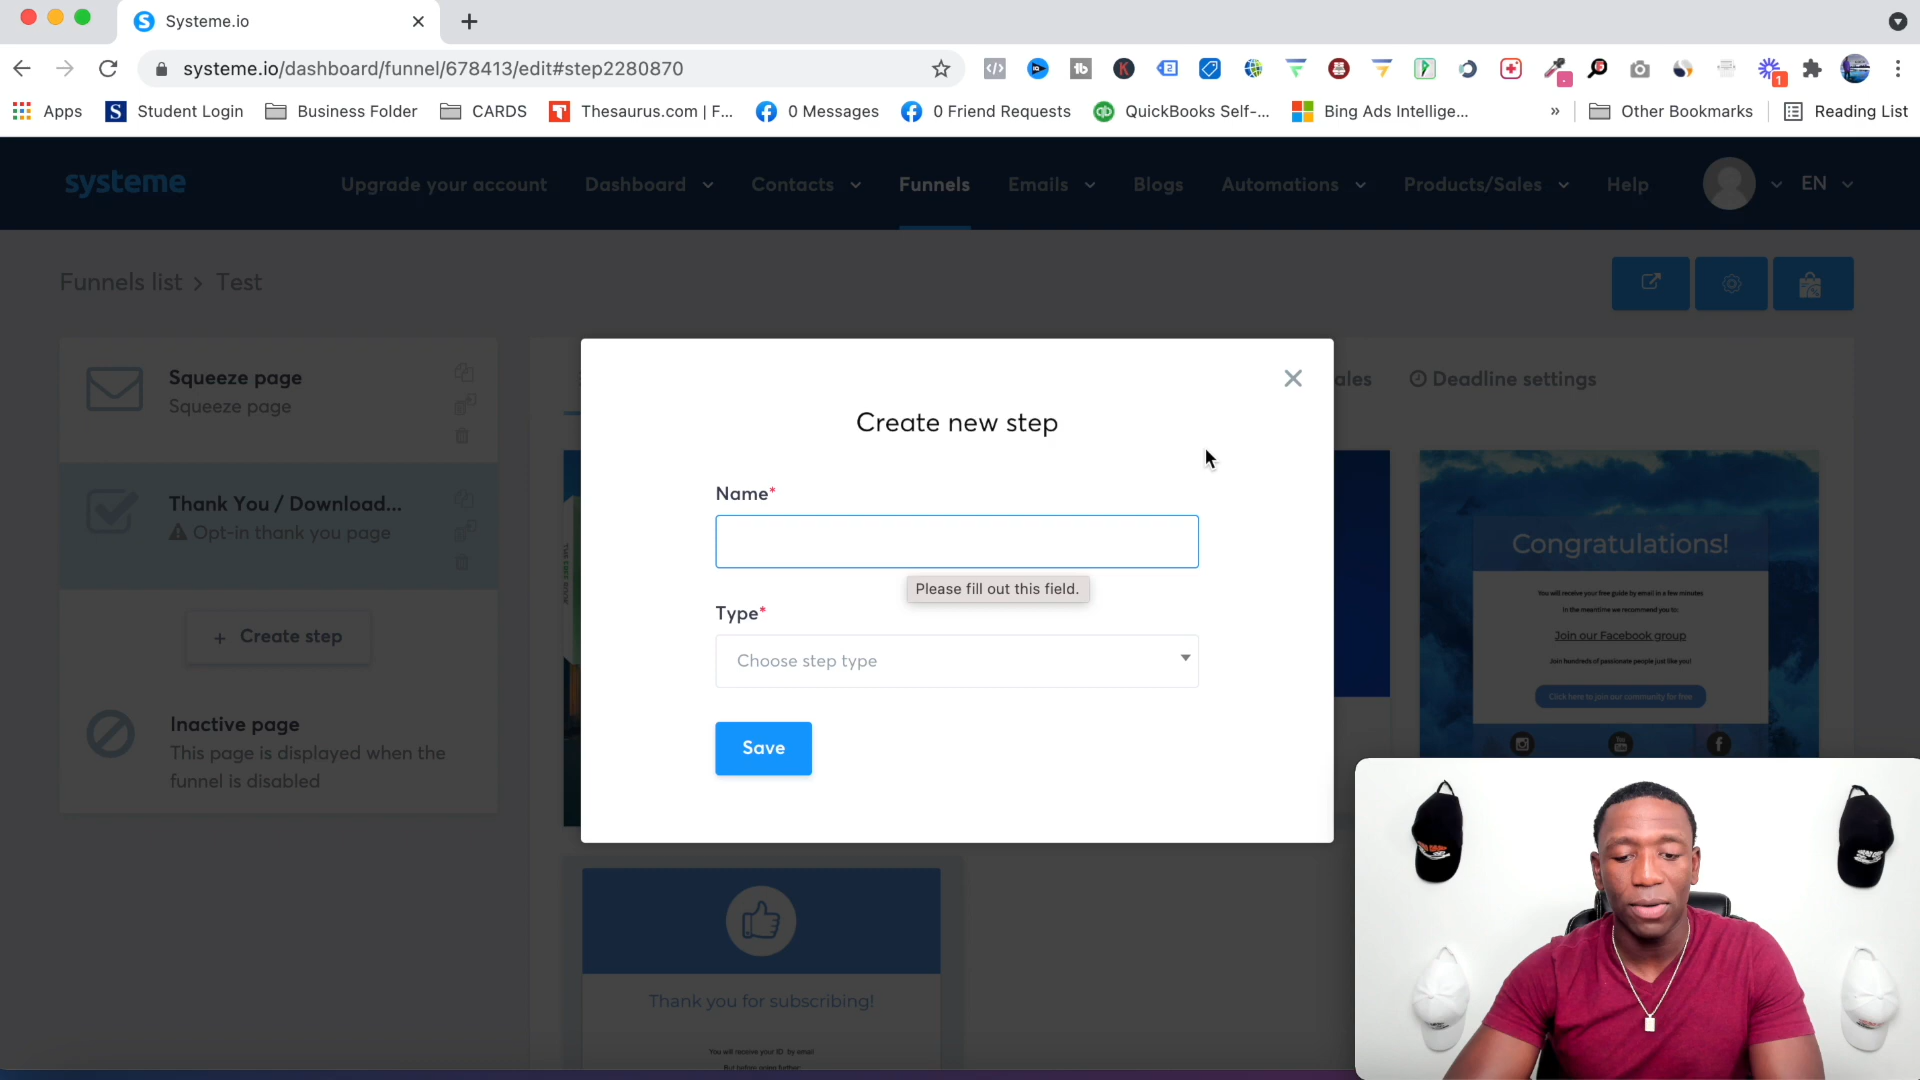 Systeme.io
systeme.io/dashboard/funnel/678413/edit#step2280870
Apps
Student Login
Business Folder
CARDS
Thesaurus.com | F...
0 Messages
0 Friend Requests
QuickBooks Self-...
Bing Ads Intellige...
»
Other Bookmarks
Reading List
systeme
Upgrade your account
Dashboard
Contacts
Funnels
Emails
Blogs
Automations
Products/Sales
Help
EN
Funnels list > Test
Squeeze page
Squeeze page
Thank You / Download...
Opt-in thank you page
+ Create step
Inactive page
This page is displayed when the
funnel is disabled
ales
Deadline settings
Create new step
Name*
Please fill out this field.
Type*
Choose step type
Save
Congratulations!
You will receive your free guide by email in a few minutes
In the meantime we recommend you to:
Join our Facebook group
Join hundreds of passionate people just like you!
Click here to join our community for free
Thank you for subscribing!
You will receive your ID by email
But before going further: